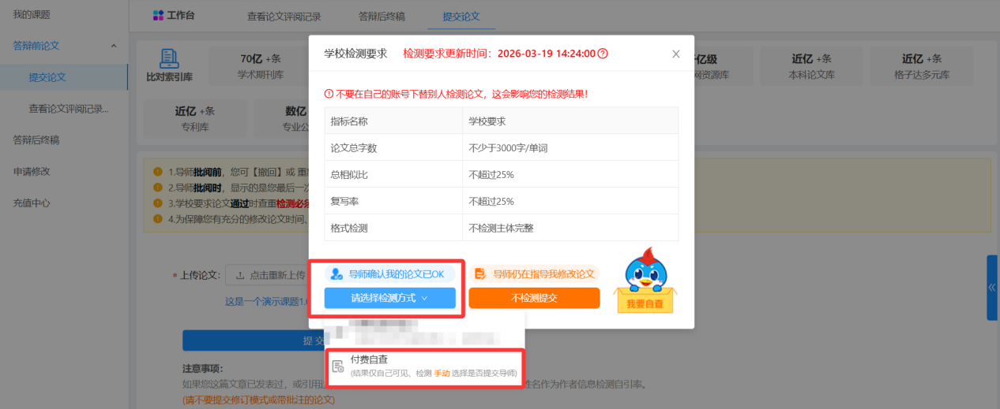 我的课题
答辩前论文
提交论文
查看论文评阅记录...
答辩后终稿
申请修改
充值中心
工作台
查看论文评阅记录
答辩后终稿
提交论文
比对索引库
70亿 +条
学术期刊库
亿级
网资源库
近亿 +条
本科论文库
近亿 +条
格子达多元库
近亿 +条
专利库
数亿
专业公
1.导师批阅前，您可【撤回】或 重
2.导师批阅时，显示的是您最后一次
3.学校要求论文通过时查重检测必须
4.为保障您有充分的修改论文时间、
* 上传论文：
点击重新上传
这是一个演示课题1.0
提 交
注意事项：
如果您这篇文章已发表过，或引用
姓名作为作者信息检测自引率。
(请不要提交修订模式或带批注的论文)
学校检测要求
检测要求更新时间：2026-03-19 14:24:00
不要在自己的账号下替别人检测论文，这会影响您的检测结果！
指标名称 学校要求
论文总字数 不少于3000字/单词
总相似比 不超过25%
复写率 不超过25%
格式检测 不检测主体完整
导师确认我的论文已OK
请选择检测方式
导师仍在指导我修改论文
不检测提交
我要自查
付费自查
(结果仅自己可见、检测 手动 选择是否提交导师)